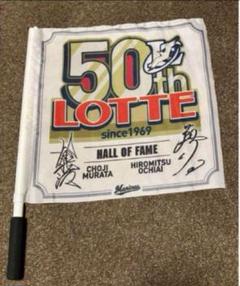 50th
LOTTE
since1969
HALL OF FAME
CHOJI MURATA
HIROMITSU OCHIAI
Marines